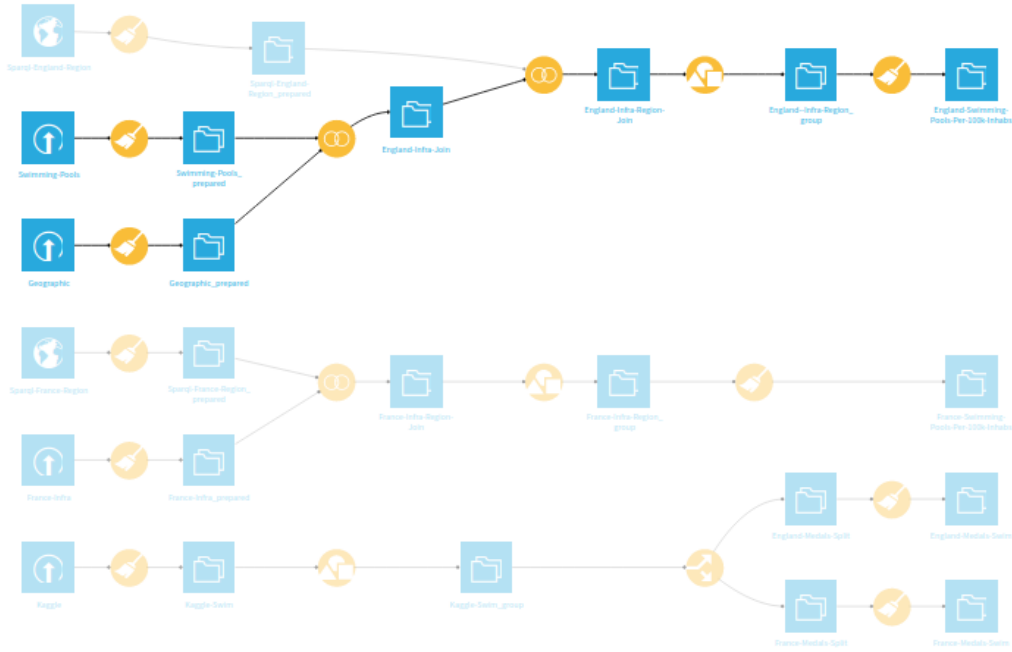 Sparql-England-Region
Sparql-England-
Region_prepared
England-Infra-Region-
Join
England-Infra-Region_
group
England-Swimming-
Pools-Per-100k-Inhabs
England-Infra-Join
Swimming-Pools
Swimming-Pools_
prepared
Geographic
Geographic_prepared
Sparql-France-Region
Sparql-France-Region_
prepared
France-Infra-Region-
Join
France-Infra-Region_
group
France-Swimming-
Pools-Per-100k-Inhabs
France-Infra
France-Infra_prepared
England-Medals-Split
England-Medals-Swim
Kaggle
Kaggle-Swim
Kaggle-Swim_group
France-Medals-Split
France-Medals-Swim